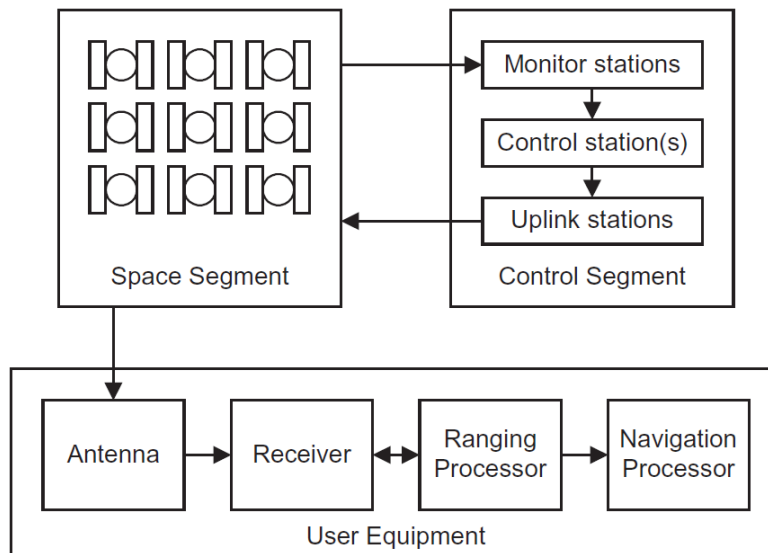 Monitor stations
Control station(s)
Uplink stations
Space Segment
Control Segment
Antenna
Receiver
Ranging
Processor
Navigation
Processor
User Equipment